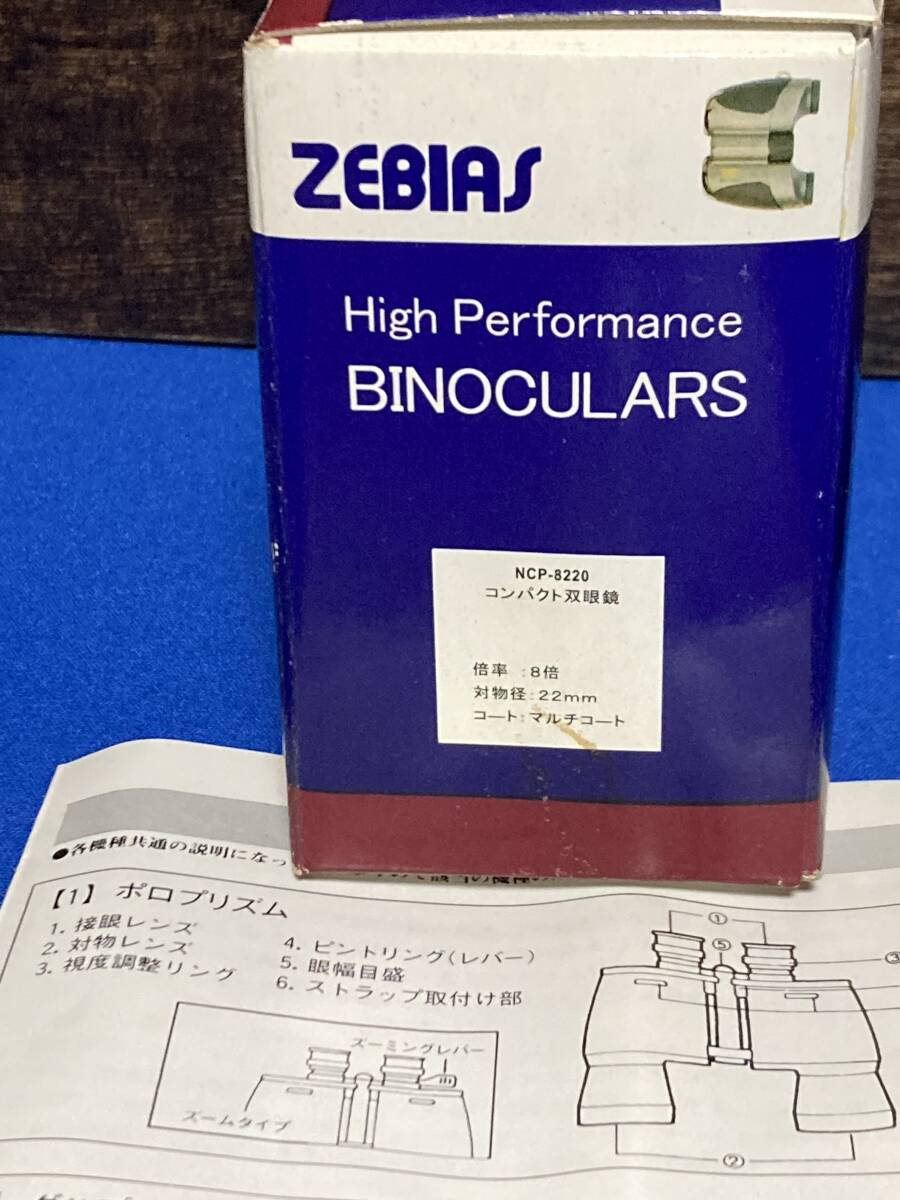 ZEBIAS
High Performance
BINOCULARS
NCP-8220
コンパクト双眼鏡
倍率 :8倍
対物径:22mm
コート:マルチコート
●各機種共通の説明になっ
【1】 ポロプリズム
1. 接眼レンズ
2. 対物レンズ
3. 視度調整リング
4. ピントリング(レバー)
5. 眼幅目盛
6. ストラップ取付け部
ズーミングレバー
ズームタイプ
①
⑤
③
②